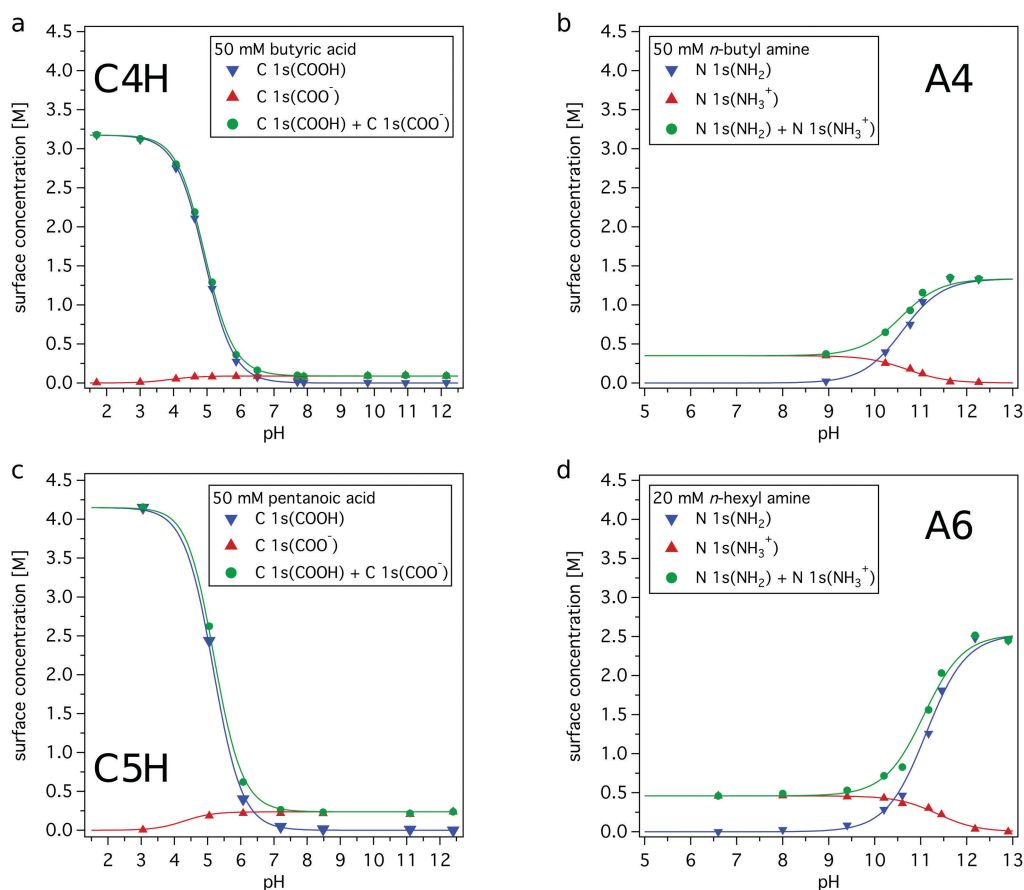 a
50 mM butyric acid
C 1s(COOH)
C 1s(COO⁻)
C 1s(COOH) + C 1s(COO⁻)
C4H
4.5
4.0
3.5
3.0
2.5
2.0
1.5
1.0
0.5
0.0
surface concentration [M]
2 3 4 5 6 7 8 9 10 11 12
pH
b
50 mM n-butyl amine
N 1s(NH₂)
N 1s(NH₃⁺)
N 1s(NH₂) + N 1s(NH₃⁺)
A4
4.5
4.0
3.5
3.0
2.5
2.0
1.5
1.0
0.5
0.0
surface concentration [M]
5 6 7 8 9 10 11 12 13
pH
c
50 mM pentanoic acid
C 1s(COOH)
C 1s(COO⁻)
C 1s(COOH) + C 1s(COO⁻)
C5H
4.5
4.0
3.5
3.0
2.5
2.0
1.5
1.0
0.5
0.0
surface concentration [M]
2 3 4 5 6 7 8 9 10 11 12
pH
d
20 mM n-hexyl amine
N 1s(NH₂)
N 1s(NH₃⁺)
N 1s(NH₂) + N 1s(NH₃⁺)
A6
4.5
4.0
3.5
3.0
2.5
2.0
1.5
1.0
0.5
0.0
surface concentration [M]
5 6 7 8 9 10 11 12 13
pH